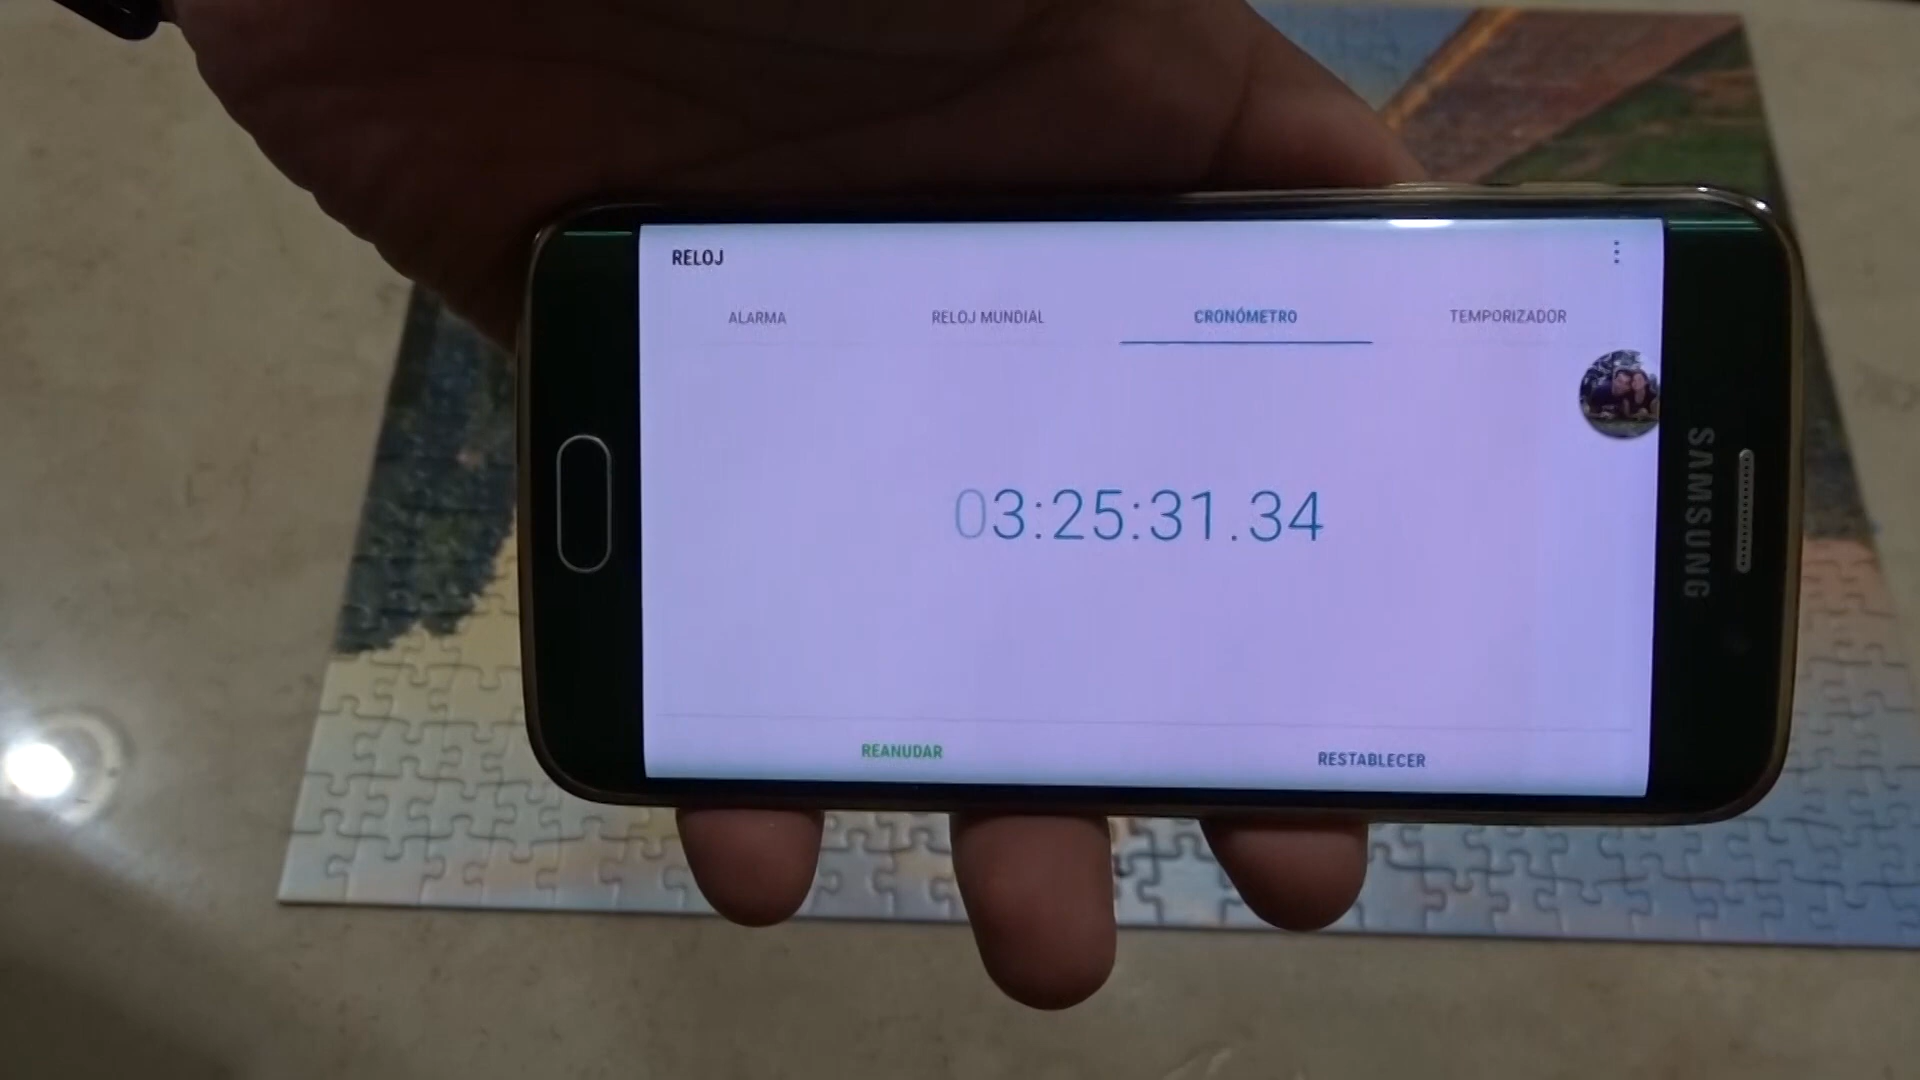 RELOJ
ALARMA RELOJ MUNDIAL CRONÓMETRO TEMPORIZADOR
03:25:31.34
REANUDAR RESTABLECER
SAMSUNG